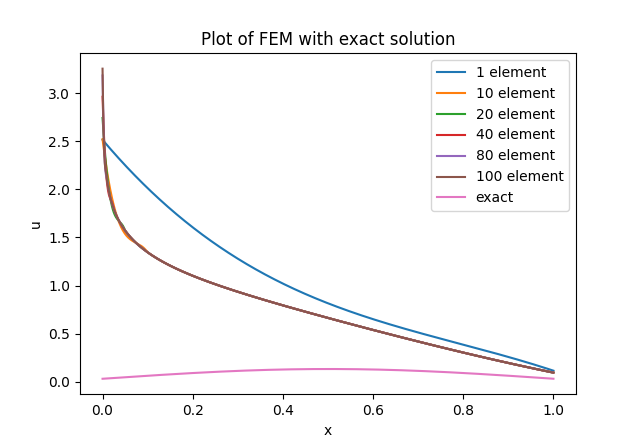 Plot of FEM with exact solution
1 element
10 element
20 element
40 element
80 element
100 element
exact
3.0
2.5
2.0
1.5
1.0
0.5
0.0
u
0.0 0.2 0.4 0.6 0.8 1.0
x